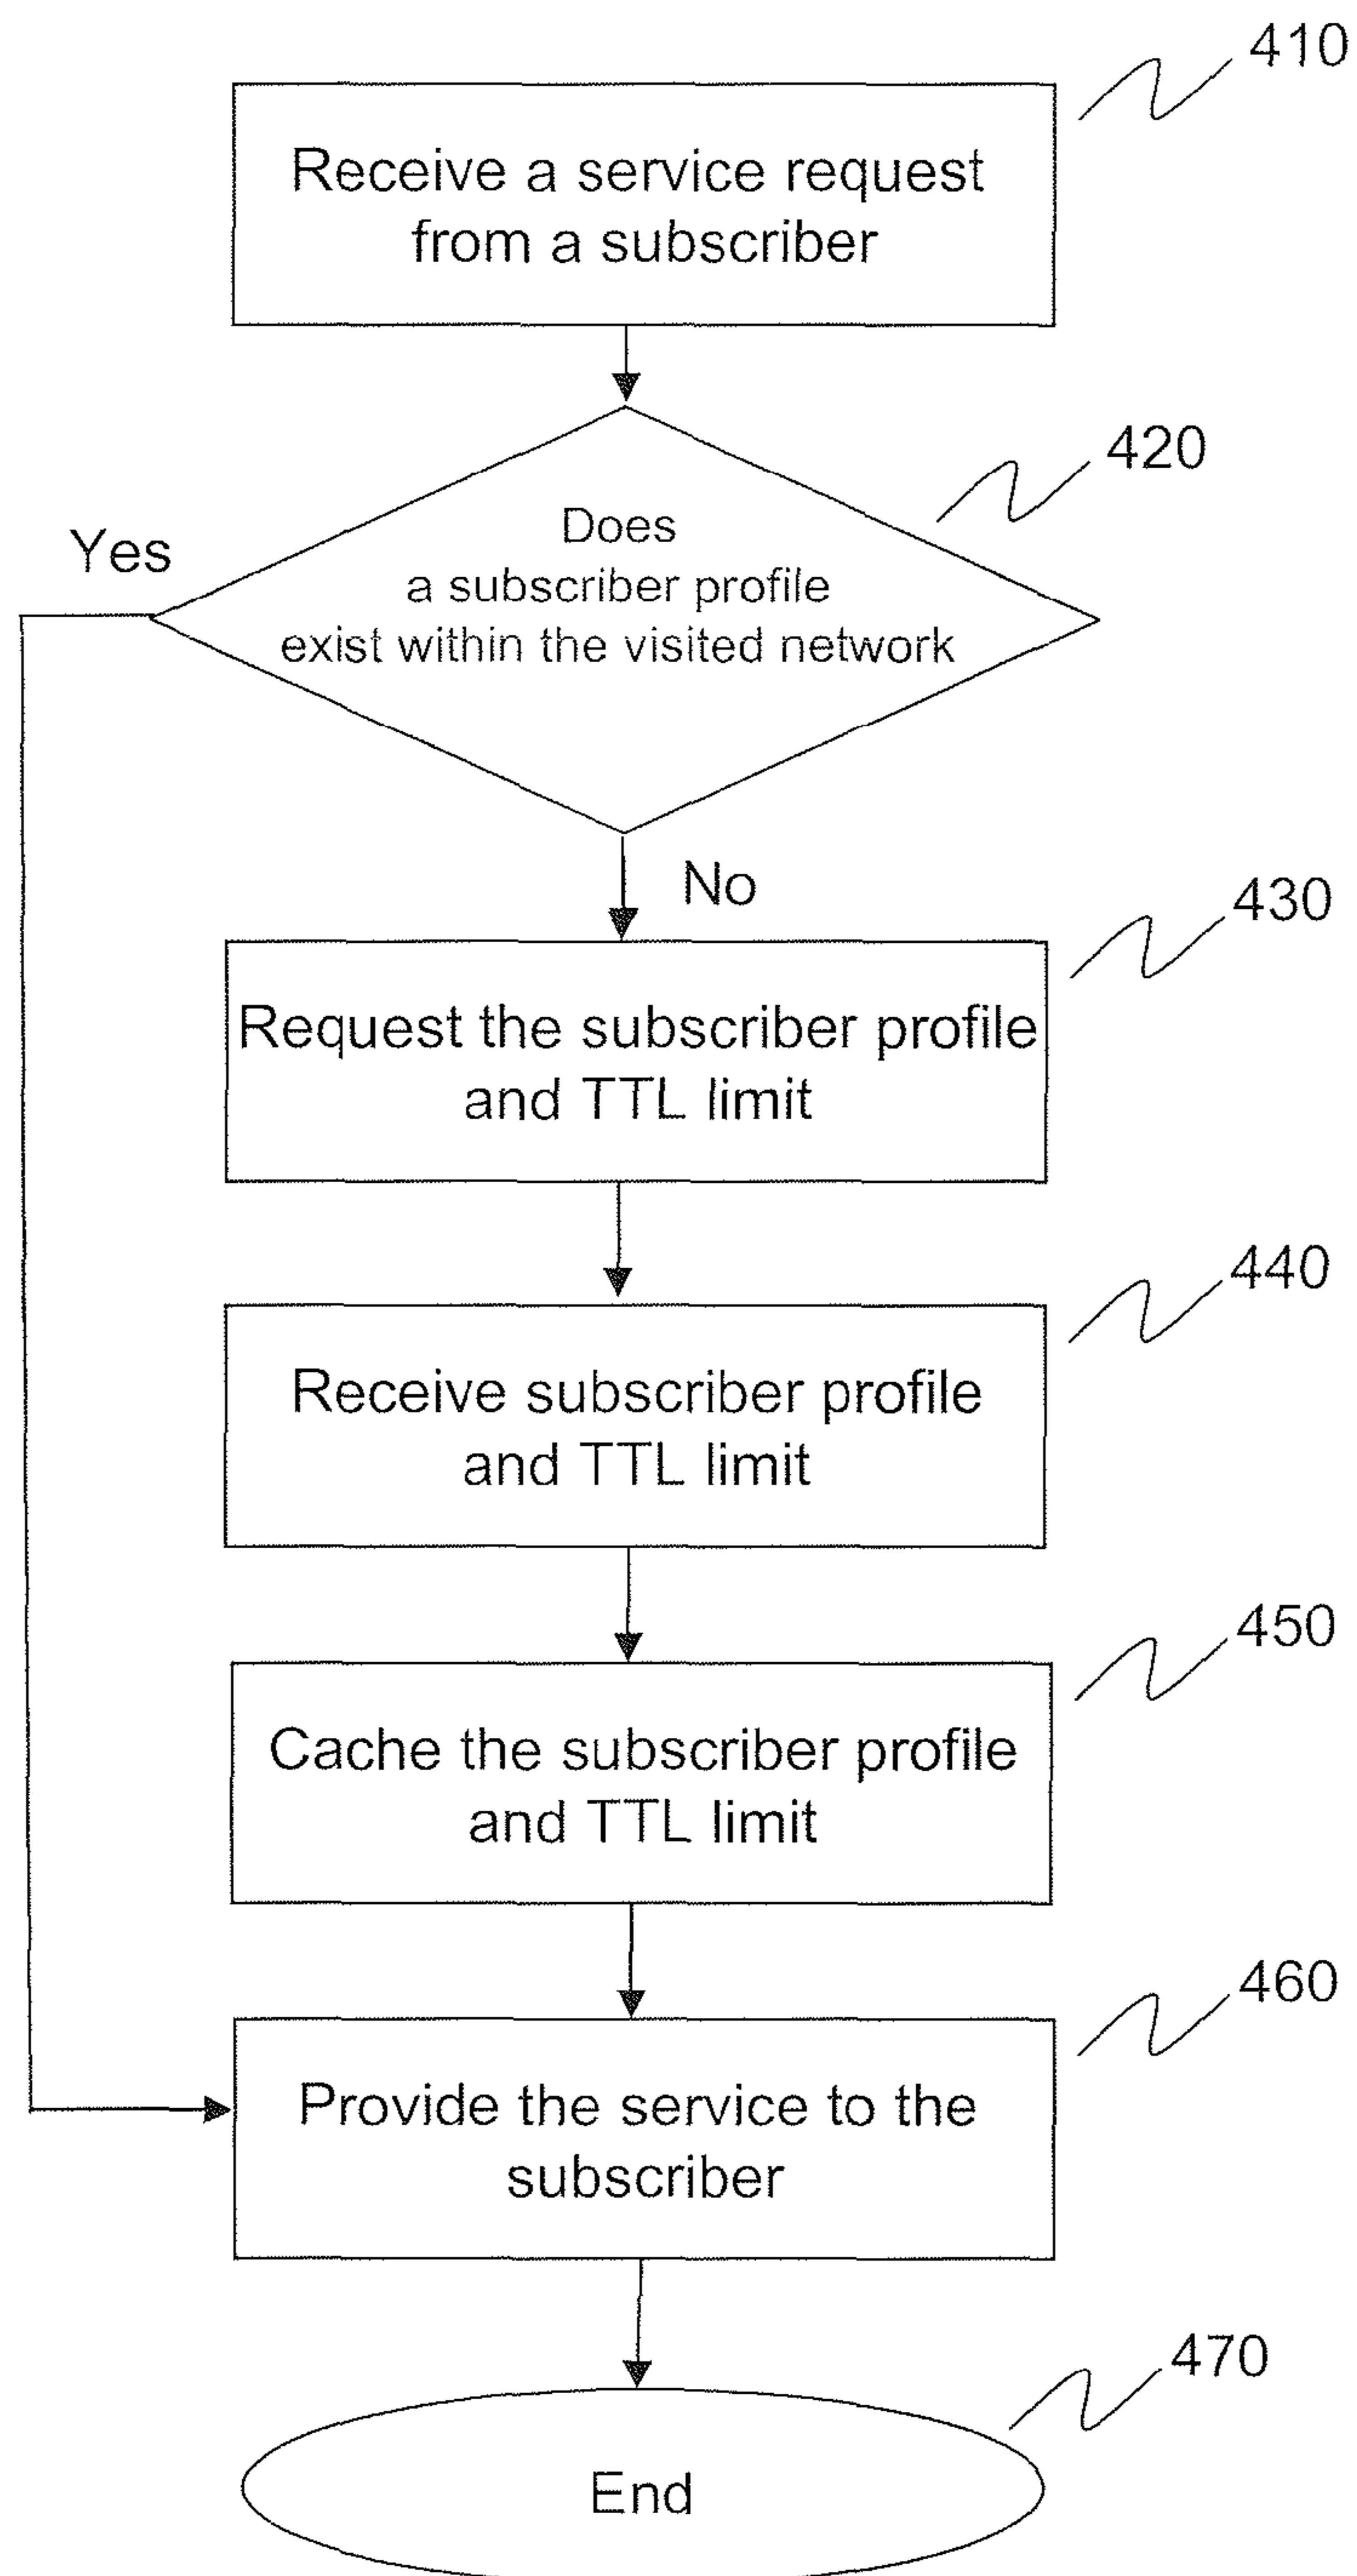 410
Receive a service request
from a subscriber
420
Yes
Does
a subscriber profile
exist within the visited network
No
430
Request the subscriber profile
and TTL limit
440
Receive subscriber profile
and TTL limit
450
Cache the subscriber profile
and TTL limit
460
Provide the service to the
subscriber
470
End